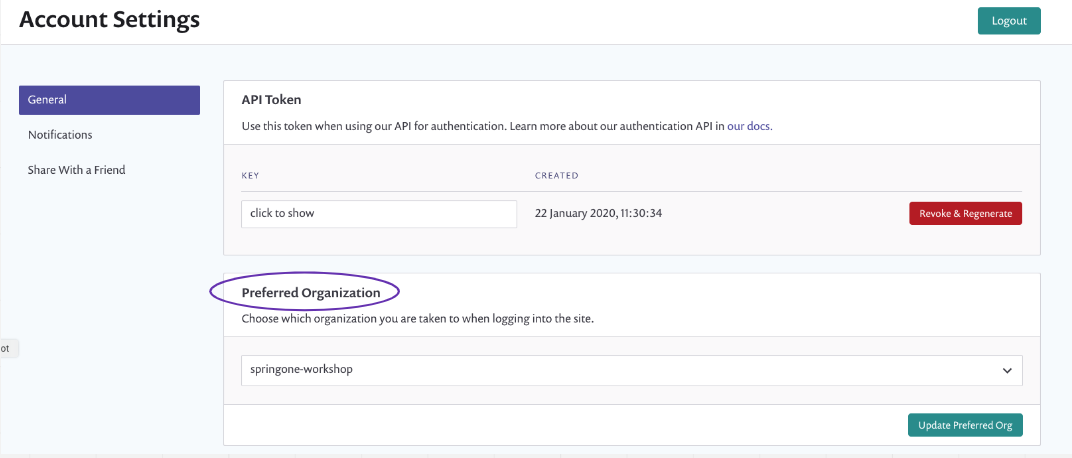 Account Settings
Logout
General
Notifications
Share With a Friend
API Token
Use this token when using our API for authentication. Learn more about our authentication API in our docs.
KEY CREATED
click to show 22 January 2020, 11:30:34 Revoke & Regenerate
Preferred Organization
Choose which organization you are taken to when logging into the site.
ot
springone-workshop
Update Preferred Org